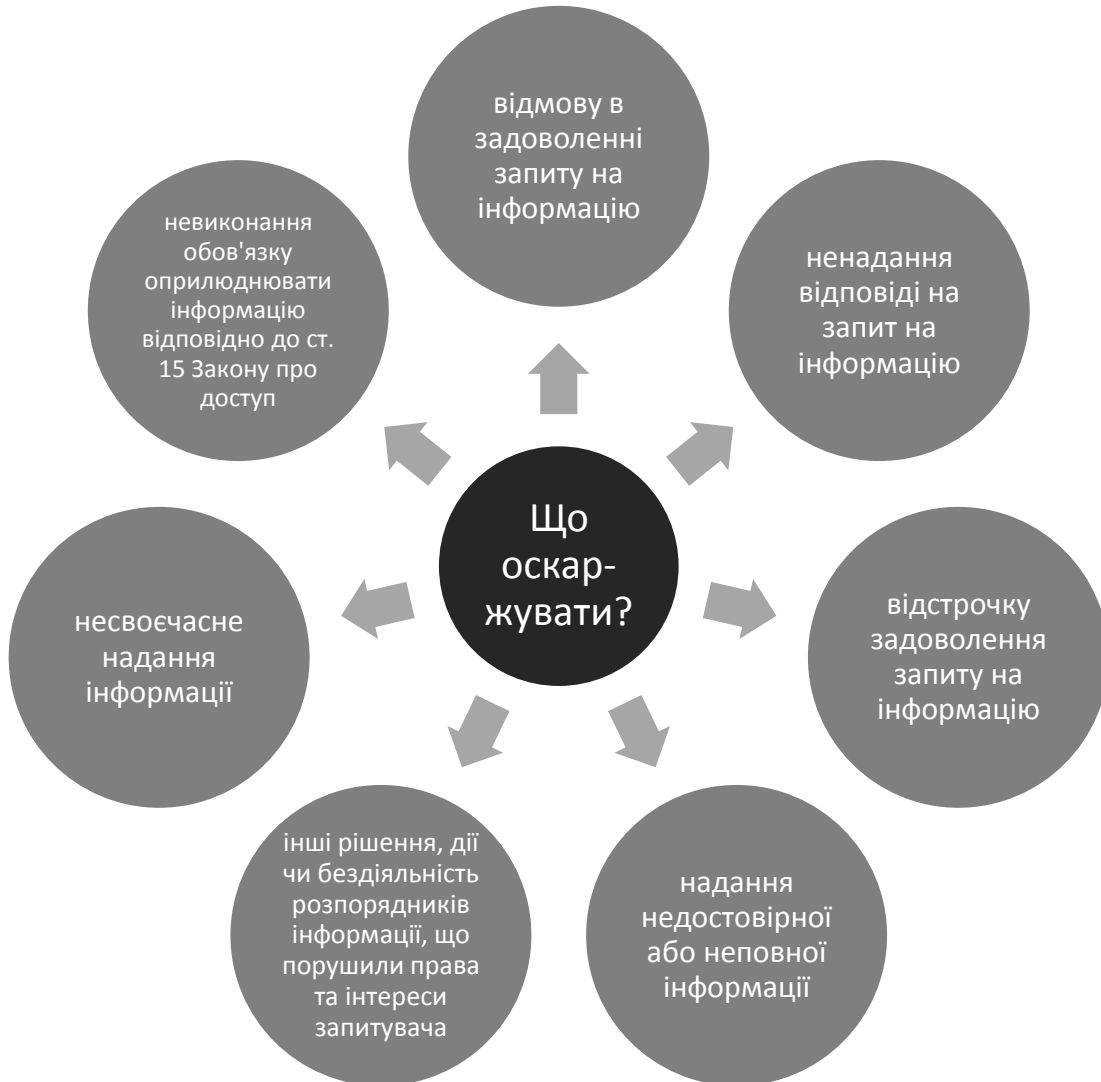 Що
оскар-
жувати?
відмову в
задоволенні
запиту на
інформацію
ненадання
відповіді на
запит на
інформацію
відстрочку
задоволення
запиту на
інформацію
надання
недостовірної
або неповної
інформації
інші рішення, дії
чи бездіяльність
розпорядників
інформації, що
порушили права
та інтереси
запитувача
несвоєчасне
надання
інформації
невиконання
обов'язку
оприлюднювати
інформацію
відповідно до ст.
15 Закону про
доступ